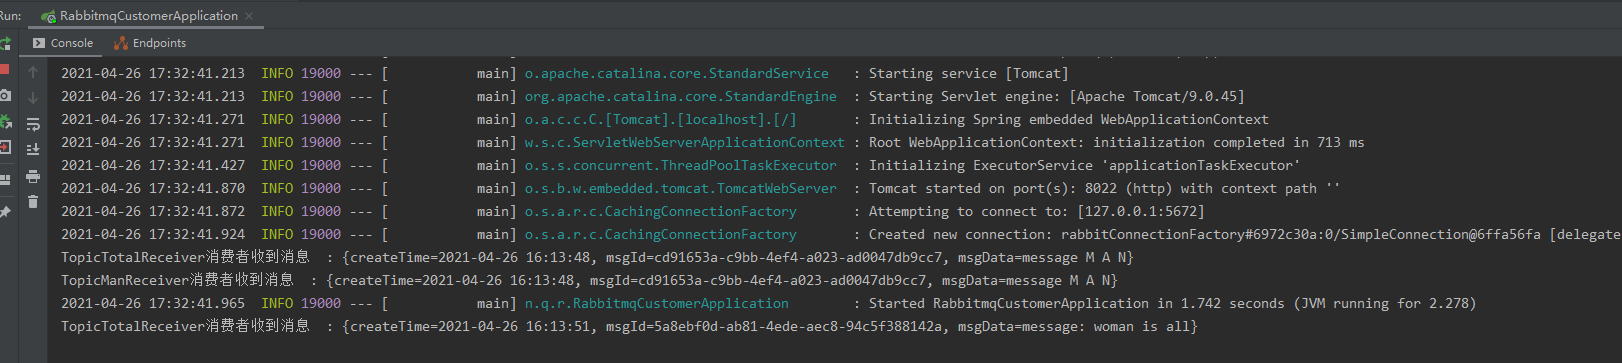 Run: RabbitmqCustomerApplication ×
Console Endpoints
2021-04-26 17:32:41.213  INFO 19000 --- [           main] o.apache.catalina.core.StandardService   : Starting service [Tomcat]
2021-04-26 17:32:41.213  INFO 19000 --- [           main] org.apache.catalina.core.StandardEngine  : Starting Servlet engine: [Apache Tomcat/9.0.45]
2021-04-26 17:32:41.271  INFO 19000 --- [           main] o.a.c.c.C.[Tomcat].[localhost].[/]       : Initializing Spring embedded WebApplicationContext
2021-04-26 17:32:41.271  INFO 19000 --- [           main] w.s.c.ServletWebServerApplicationContext : Root WebApplicationContext: initialization completed in 713 ms
2021-04-26 17:32:41.427  INFO 19000 --- [           main] o.s.s.concurrent.ThreadPoolTaskExecutor  : Initializing ExecutorService 'applicationTaskExecutor'
2021-04-26 17:32:41.870  INFO 19000 --- [           main] o.s.b.w.embedded.tomcat.TomcatWebServer  : Tomcat started on port(s): 8022 (http) with context path ''
2021-04-26 17:32:41.872  INFO 19000 --- [           main] o.s.a.r.c.CachingConnectionFactory       : Attempting to connect to: [127.0.0.1:5672]
2021-04-26 17:32:41.924  INFO 19000 --- [           main] o.s.a.r.c.CachingConnectionFactory       : Created new connection: rabbitConnectionFactory#6972c30a:0/SimpleConnection@6ffa56fa [delegate
TopicTotalReceiver消费者收到消息  : {createTime=2021-04-26 16:13:48, msgId=cd91653a-c9bb-4ef4-a023-ad0047db9cc7, msgData=message M A N}
TopicManReceiver消费者收到消息  : {createTime=2021-04-26 16:13:48, msgId=cd91653a-c9bb-4ef4-a023-ad0047db9cc7, msgData=message M A N}
2021-04-26 17:32:41.965  INFO 19000 --- [           main] n.q.r.RabbitmqCustomerApplication        : Started RabbitmqCustomerApplication in 1.742 seconds (JVM running for 2.278)
TopicTotalReceiver消费者收到消息  : {createTime=2021-04-26 16:13:51, msgId=5a8ebf0d-ab81-4ede-aec8-94c5f388142a, msgData=message: woman is all}